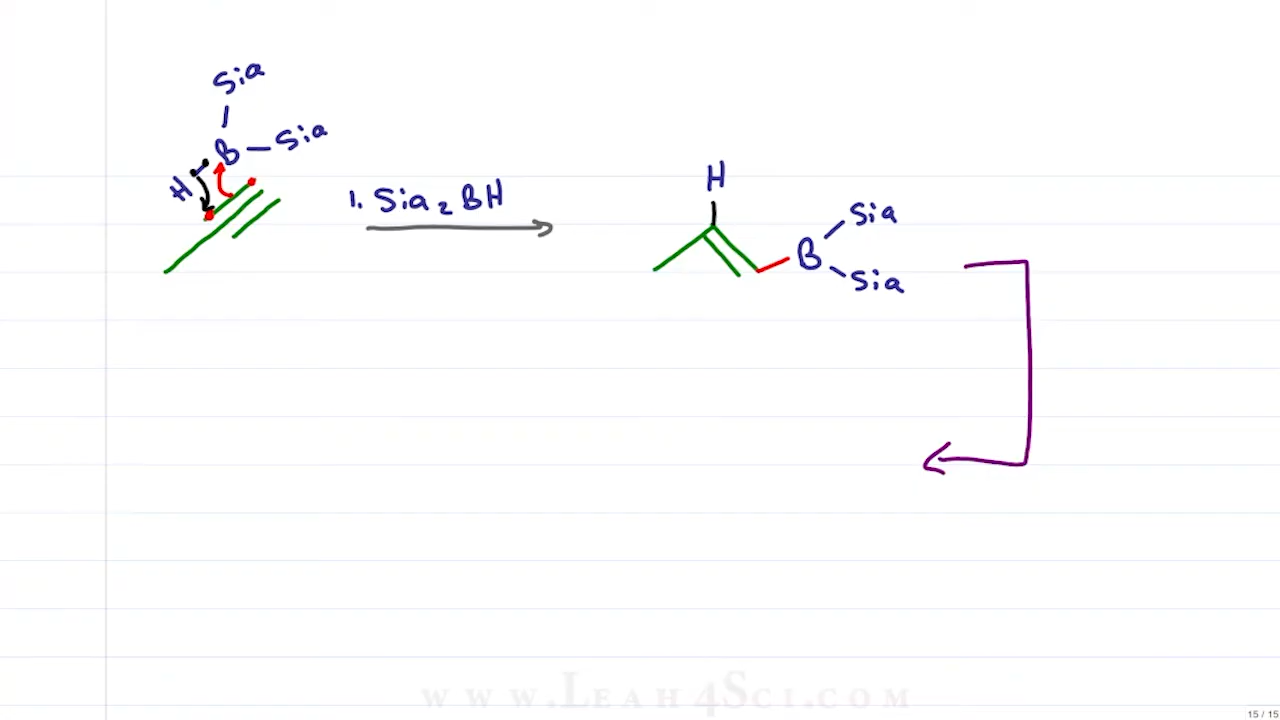 Sia
B – Sia
H
1. Sia₂BH
H
B
Sia
Sia
www.Leah4Sci.com
15 / 15